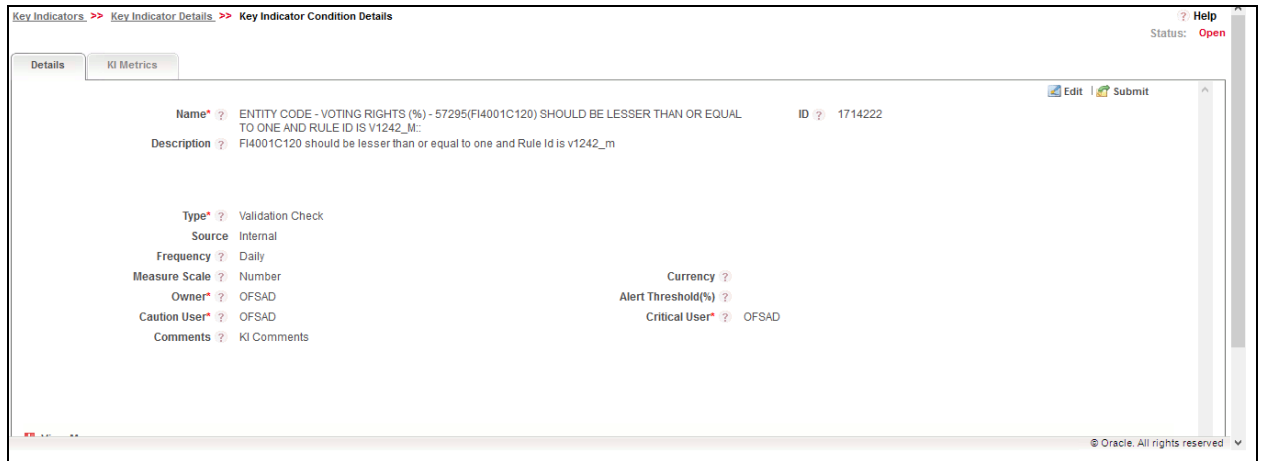 Key Indicators >> Key Indicator Details >> Key Indicator Condition Details
? Help
Status: Open
Details KI Metrics
Edit Submit
Name* ? ENTITY CODE - VOTING RIGHTS (%) - 57295(FI4001C120) SHOULD BE LESSER THAN OR EQUAL ID ? 1714222
TO ONE AND RULE ID IS V1242_M::
Description ? FI4001C120 should be lesser than or equal to one and Rule Id is v1242_m
Type* ? Validation Check
Source Internal
Frequency ? Daily
Measure Scale ? Number Currency ?
Owner* ? OFSAD Alert Threshold(%) ?
Caution User* ? OFSAD Critical User* ? OFSAD
Comments ? KI Comments
© Oracle. All rights reserved